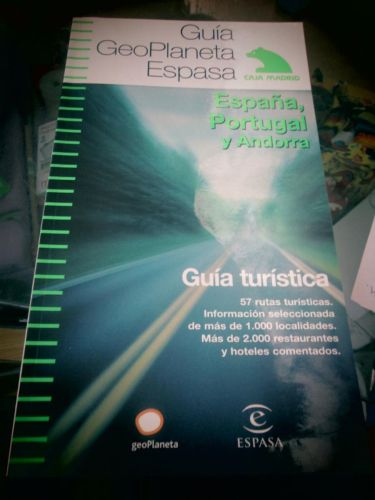 Guía
GeoPlaneta
Espasa
CAJA MADRID
España,
Portugal
y Andorra
Guía turística
57 rutas turísticas.
Información seleccionada
de más de 1.000 localidades.
Más de 2.000 restaurantes
y hoteles comentados.
geoPlaneta
e
ESPASA